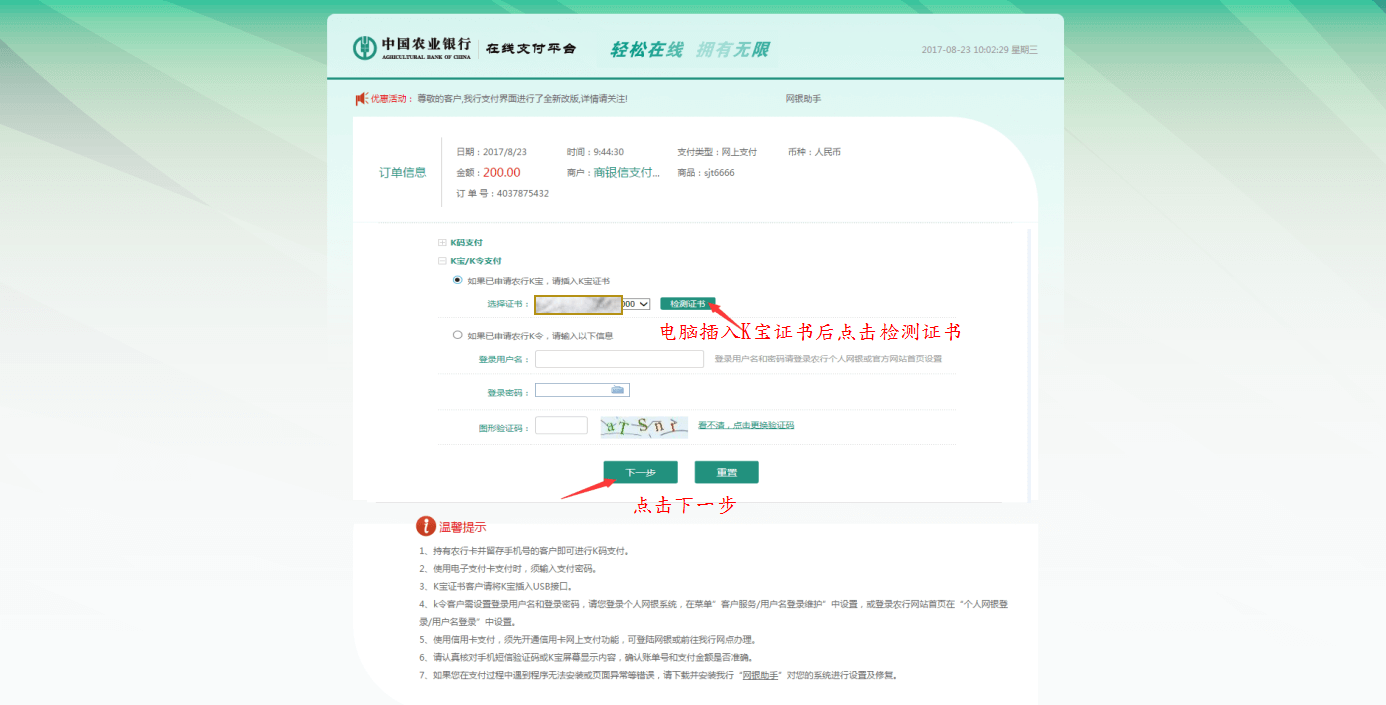 中国农业银行
AGRICULTURAL BANK OF CHINA
在线支付平台
轻松在线 拥有无限
2017-08-23 10:02:29 星期三
优惠活动： 尊敬的客户,我行支付界面进行了全新改版,详情请关注!
网银助手
订单信息
日期：2017/8/23 时间：9:44:30 支付类型：网上支付 币种：人民币
金额：200.00 商户：商银信支付... 商品：sjt6666
订 单 号：4037875432
K码支付
K宝/K令支付
如果已申请农行K宝，请插入K宝证书
选择证书： 000 检测证书
电脑插入K宝证书后点击检测证书
如果已申请农行K令，请输入以下信息
登录用户名： 登录用户名和密码请登录农行个人网银或官方网站首页设置
登录密码：
图形验证码： 看不清，点击更换验证码
下一步 重置
点击下一步
温馨提示
1、持有农行卡并留存手机号的客户即可进行K码支付。
2、使用电子支付卡支付时，须输入支付密码。
3、K宝证书客户请将K宝插入USB接口。
4、k令客户需设置登录用户名和登录密码，请您登录个人网银系统，在菜单“客户服务/用户名登录维护”中设置，或登录农行网站首页在“个人网银登
录/用户名登录”中设置。
5、使用信用卡支付，须先开通信用卡网上支付功能，可登陆网银或前往我行网点办理。
6、请认真核对手机短信验证码或K宝屏幕显示内容，确认账单号和支付金额是否准确。
7、如果您在支付过程中遇到程序无法安装或页面异常等错误，请下载并安装我行“网银助手”对您的系统进行设置及修复。